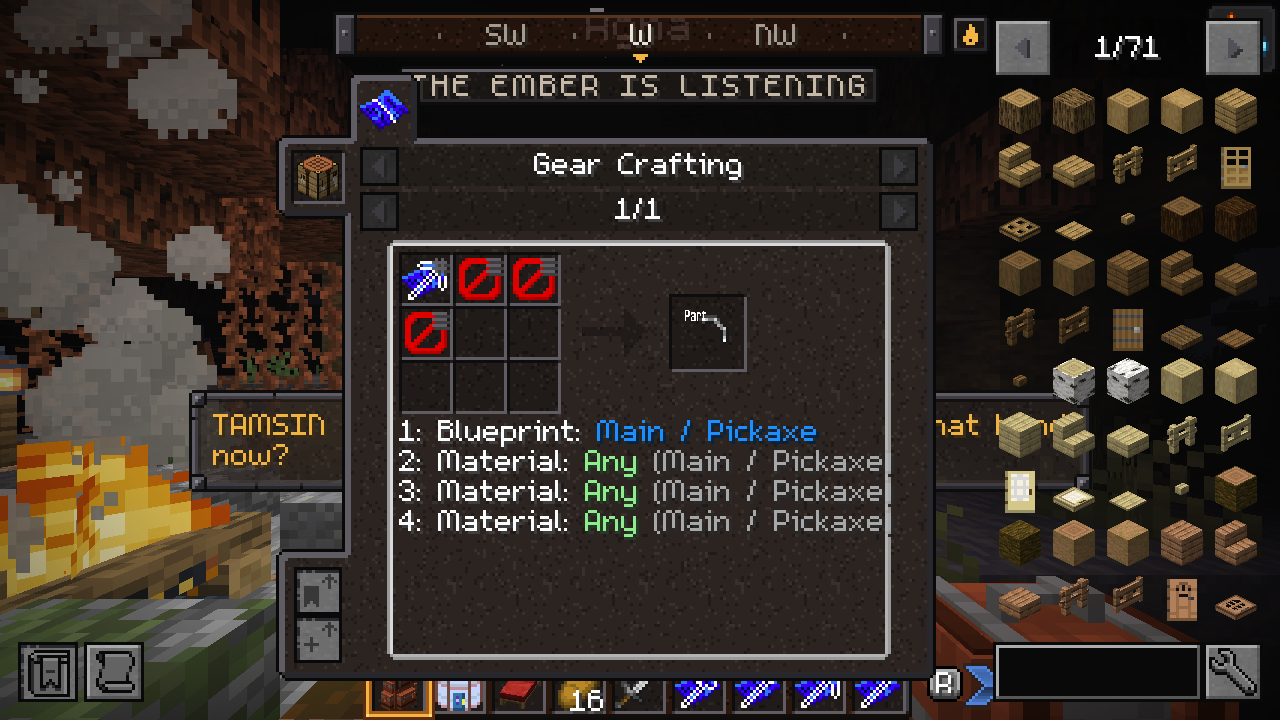 SW W NW
1/71
THE EMBER IS LISTENING
Gear Crafting
1/1
Part
TAMSIN
now?
1: Blueprint: Main / Pickaxe
2: Material: Any (Main / Pickaxe
3: Material: Any (Main / Pickaxe
4: Material: Any (Main / Pickaxe
16
R